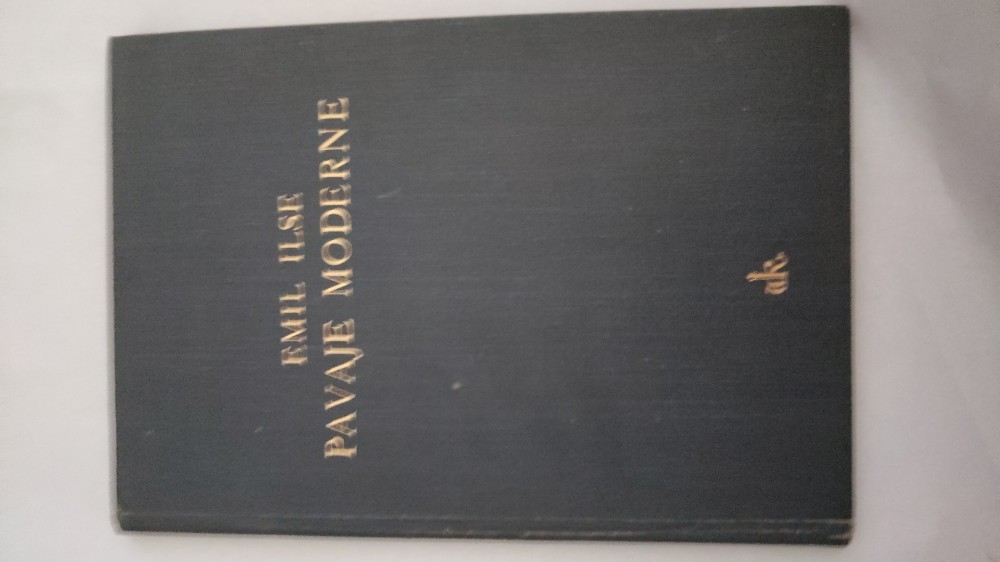 EMIL ILSE
PAVAJE MODERNE